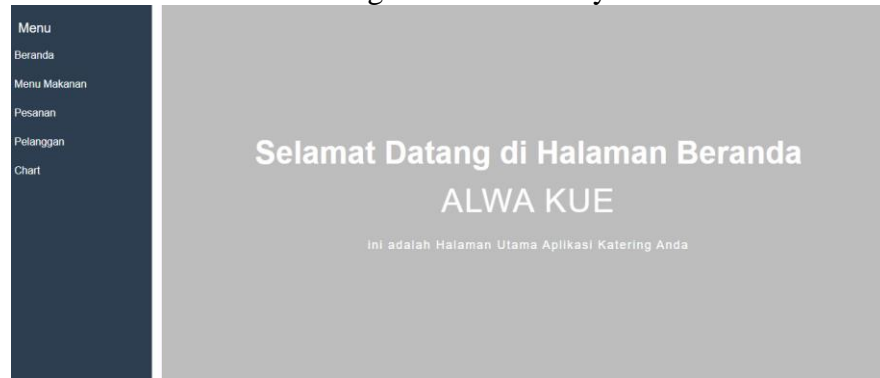 Menu
Beranda
Menu Makanan
Pesanan
Pelanggan
Chart
Selamat Datang di Halaman Beranda
ALWA KUE
ini adalah Halaman Utama Aplikasi Katering Anda